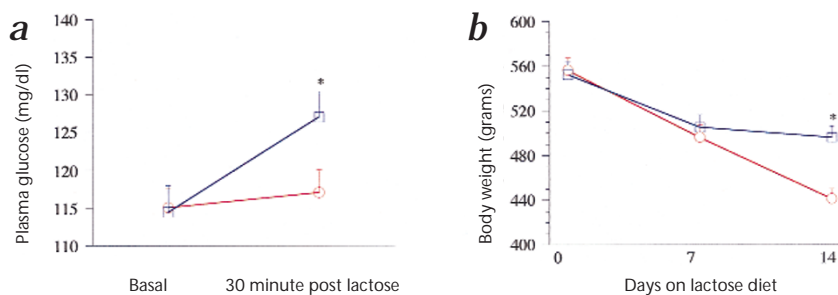 a
Plasma glucose (mg/dl)
140
135
130
125
120
115
110
*
Basal
30 minute post lactose
b
Body weight (grams)
600
560
520
480
440
400
*
0
7
14
Days on lactose diet